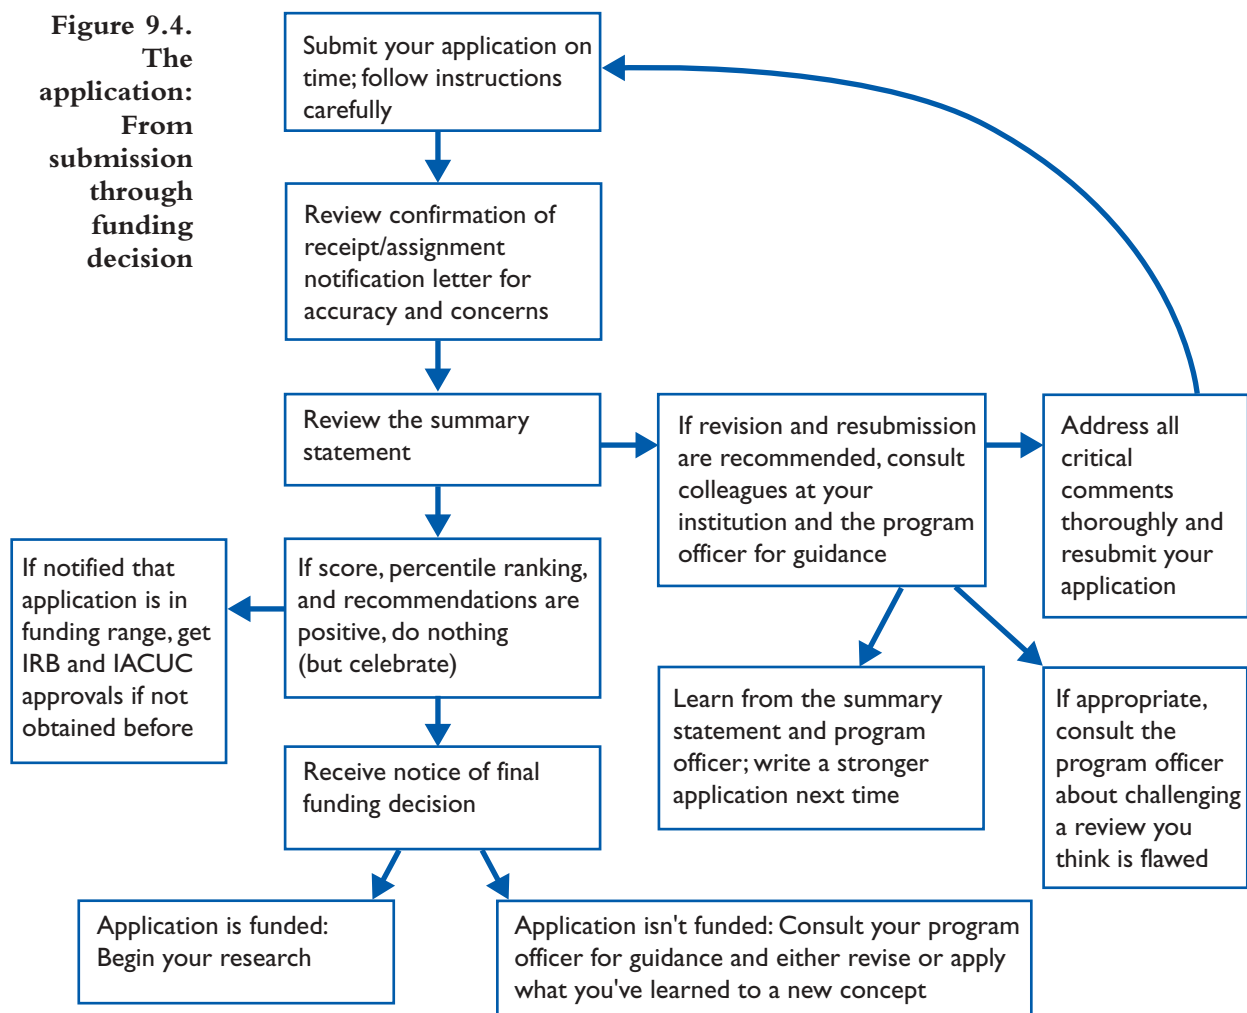 Figure 9.4.
The
application:
From
submission
through
funding
decision
Submit your application on
time; follow instructions
carefully
Review confirmation of
receipt/assignment
notification letter for
accuracy and concerns
Review the summary
statement
If revision and resubmission
are recommended, consult
colleagues at your
institution and the program
officer for guidance
Address all
critical
comments
thoroughly and
resubmit your
application
If notified that
application is in
funding range, get
IRB and IACUC
approvals if not
obtained before
If score, percentile ranking,
and recommendations are
positive, do nothing
(but celebrate)
Learn from the summary
statement and program
officer; write a stronger
application next time
If appropriate,
consult the
program officer
about challenging
a review you
think is flawed
Receive notice of final
funding decision
Application is funded:
Begin your research
Application isn't funded: Consult your program
officer for guidance and either revise or apply
what you've learned to a new concept